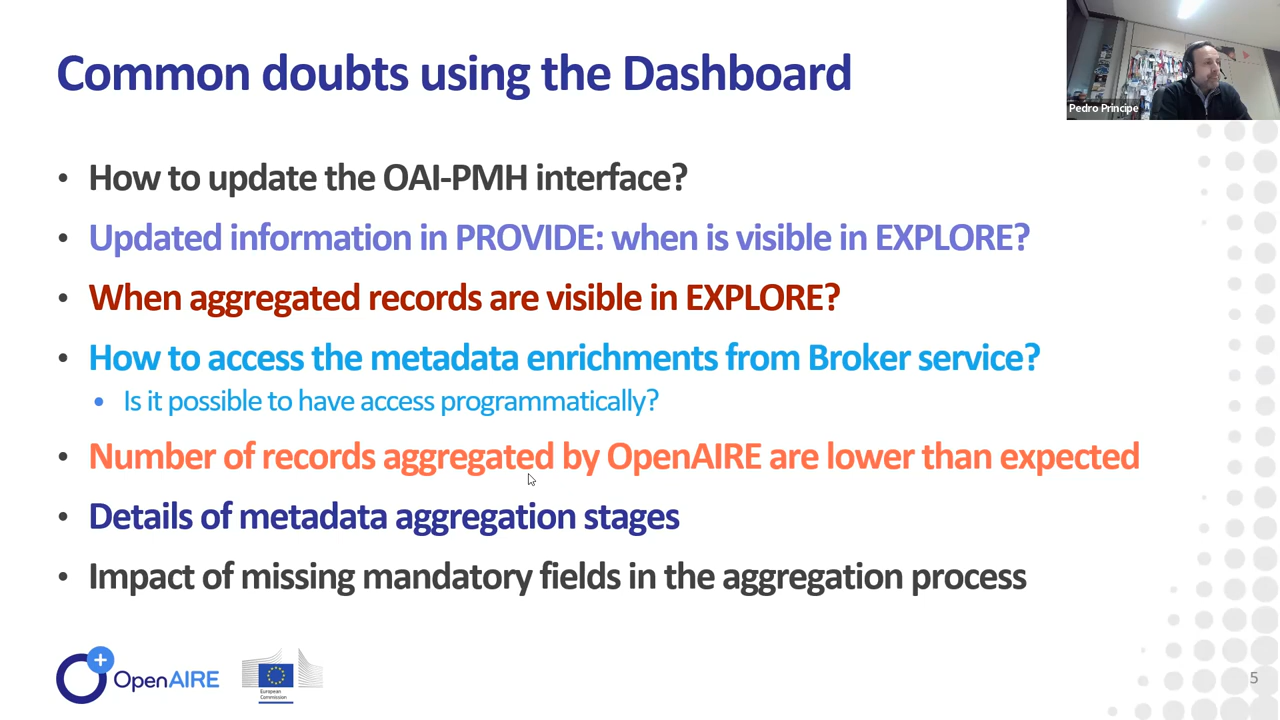 Common doubts using the Dashboard
Pedro Principe
• How to update the OAI-PMH interface?
• Updated information in PROVIDE: when is visible in EXPLORE?
• When aggregated records are visible in EXPLORE?
• How to access the metadata enrichments from Broker service?
• Is it possible to have access programmatically?
• Number of records aggregated by OpenAIRE are lower than expected
• Details of metadata aggregation stages
• Impact of missing mandatory fields in the aggregation process
OpenAIRE
European
Commission
5